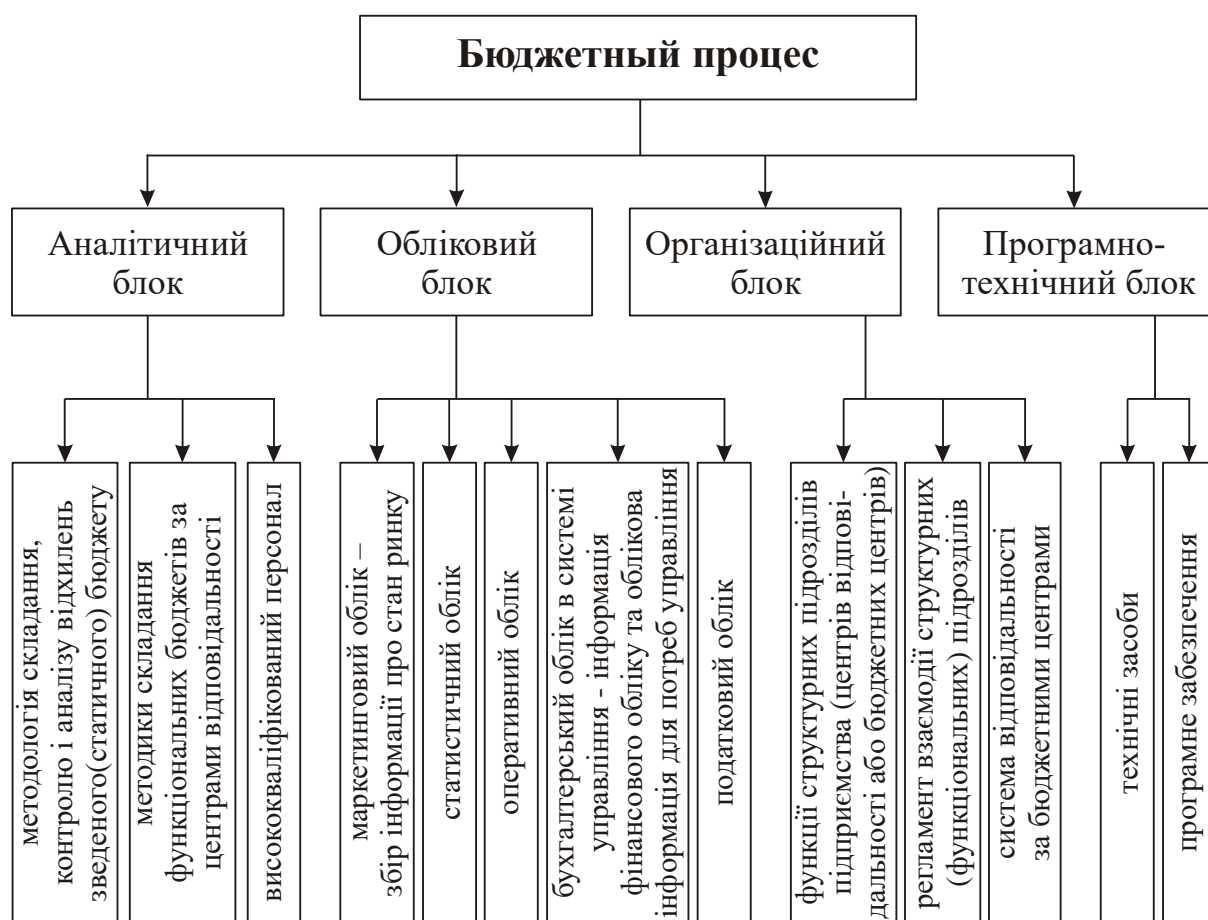 Бюджетный процес
Аналітичний
блок
Обліковий
блок
Організаційний
блок
Програмно-
технічний блок
методологія складання,
контролю і аналізу відхилень
зведеного(статичного) бюджету
методики складання
функціональних бюджетів за
центрами відповідальності
висококваліфікований персонал
маркетинговий облік –
збір інформації про стан ринку
статистичний облік
оперативний облік
бухгалтерський облік в системі
управління - інформація
фінансового обліку та облікова
інформація для потреб управління
податковий облік
функції структурних підрозділів
підприємства (центрів відпові-
дальності або бюджетних центрів)
регламент взаємодії структурних
(функціональних) підрозділів
система відповідальності
за бюджетними центрами
технічні засоби
програмне забезпечення